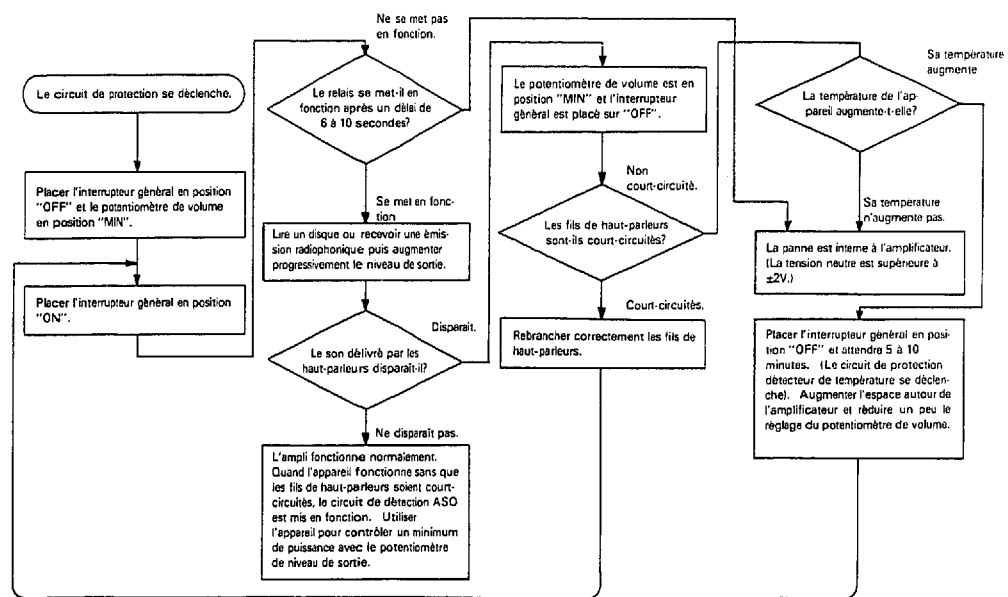 Le circuit de protection se déclenche.
Placer l'interrupteur général en position
"OFF" et le potentiomètre de volume
en position "MIN".
Placer l'interrupteur général en position
"ON".
Ne se met pas
en fonction.
Le relais se met-il en
fonction après un délai de
6 à 10 secondes?
Se met en fonc-
tion
Lire un disque ou recevoir une émis-
sion radiophonique puis augmenter
progressivement le niveau de sortie.
Disparait.
Le son délivré par les
haut-parleurs disparaît-il?
Ne disparaît pas.
L'ampli fonctionne normalement.
Quand l'appareil fonctionne sans que
les fils de haut-parleurs soient court-
circuités, le circuit de détection ASO
est mis en fonction. Utiliser
l'appareil pour contrôler un minimum
de puissance avec le potentiomètre
de niveau de sortie.
Le potentiomètre de volume est en
position "MIN" et l'interrupteur
général est placé sur "OFF".
Non
court-circuité.
Les fils de haut-parleurs
sont-ils court-circuités?
Court-circuités.
Rebrancher correctement les fils de
haut-parleurs.
Sa température
augmente
La température de l'ap-
pareil augmente-t-elle?
Sa température
n'augmente pas.
La panne est interne à l'amplificateur.
(La tension neutre est supérieure à
±2V.)
Placer l'interrupteur général en posi-
tion "OFF" et attendre 5 à 10
minutes. (Le circuit de protection
détecteur de température se déclen-
che). Augmenter l'espace autour de
l'amplificateur et réduire un peu le
réglage du potentiomètre de volume.